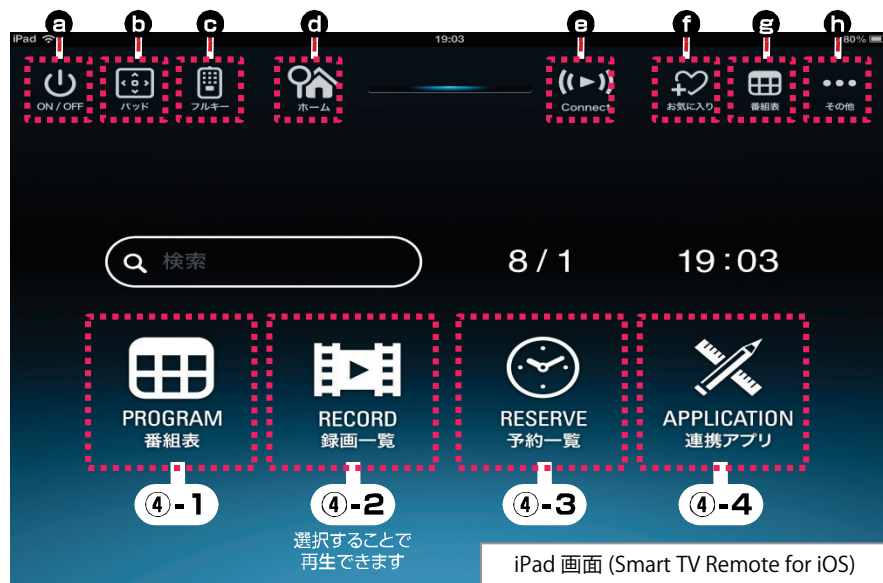 a b c d e f g h
iPad 19:03 80%
ON / OFF パッド フルキー ホーム Connect お気に入り 番組表 その他
検索 8 / 1 19:03
PROGRAM RECORD RESERVE APPLICATION
番組表 録画一覧 予約一覧 連携アプリ
④-1 ④-2 ④-3 ④-4
選択することで
再生できます
iPad 画面 (Smart TV Remote for iOS)